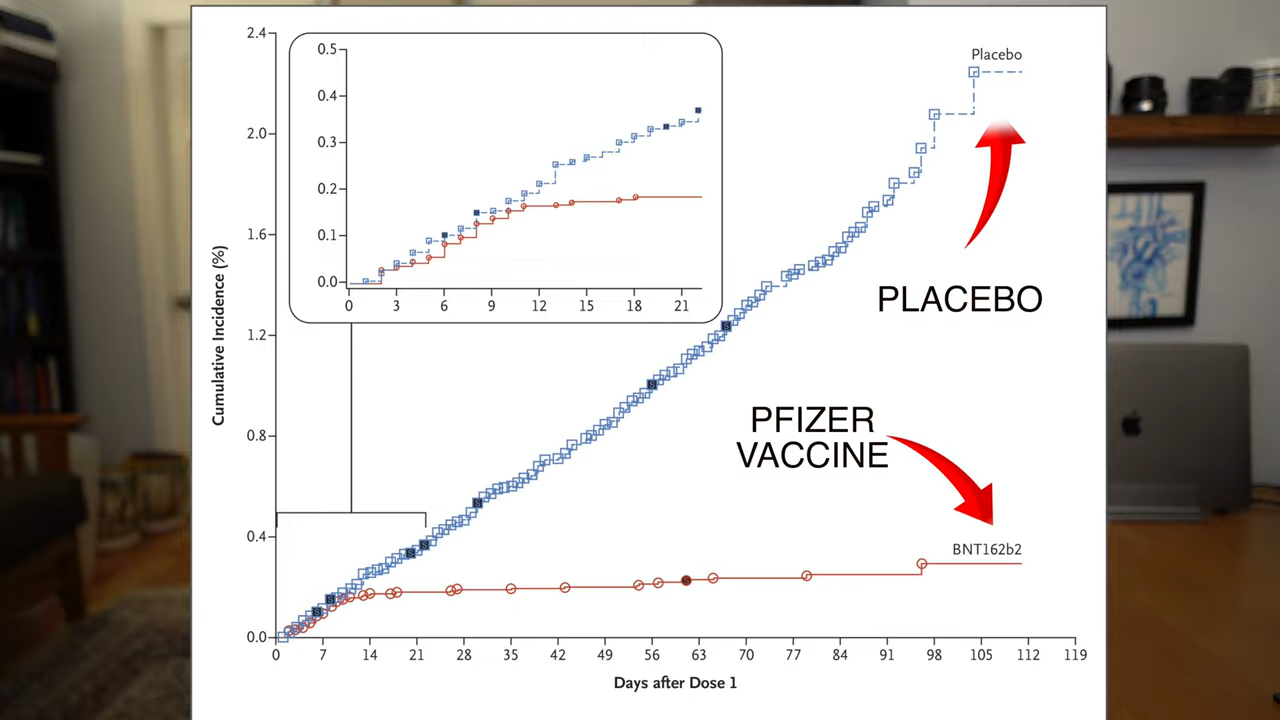 2.4
2.0
1.6
1.2
0.8
0.4
0.0
Cumulative Incidence (%)
0.5
0.4
0.3
0.2
0.1
0.0
0 3 6 9 12 15 18 21
Placebo
PLACEBO
PFIZER
VACCINE
BNT162b2
0 7 14 21 28 35 42 49 56 63 70 77 84 91 98 105 112 119
Days after Dose 1